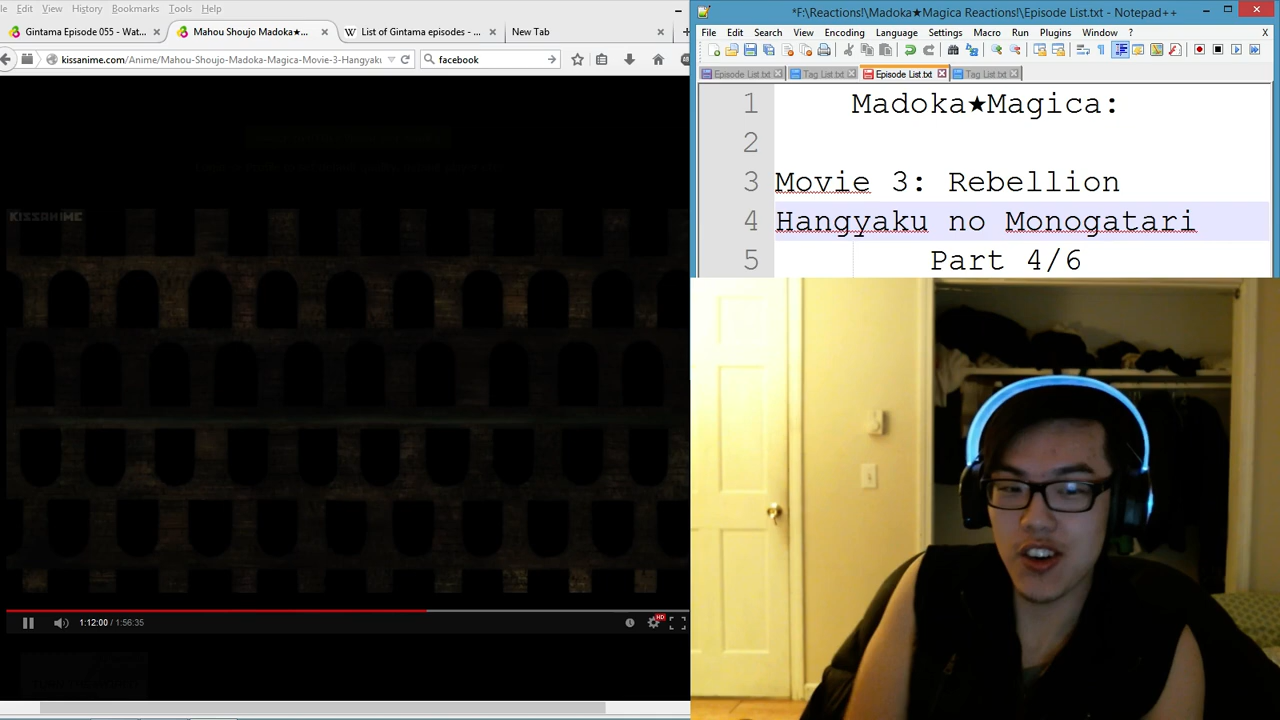 Edit View History Bookmarks Tools Help
Gintama Episode 055 - Wat...
Mahou Shoujo Madoka★...
List of Gintama episodes - ...
New Tab
kissanime.com/Anime/Mahou-Shoujo-Madoka-Magica-Movie-3-Hangyaku
facebook
KISSANIME
1:12:00 / 1:56:35
HD
*F:\Reactions!\Madoka★Magica Reactions!\Episode List.txt - Notepad++
File Edit Search View Encoding Language Settings Macro Run Plugins Window ? X
Episode List.txt
Tag List.txt
Episode List.txt
Tag List.txt
1 Madoka★Magica:
2
3 Movie 3: Rebellion
4 Hangyaku no Monogatari
5 Part 4/6